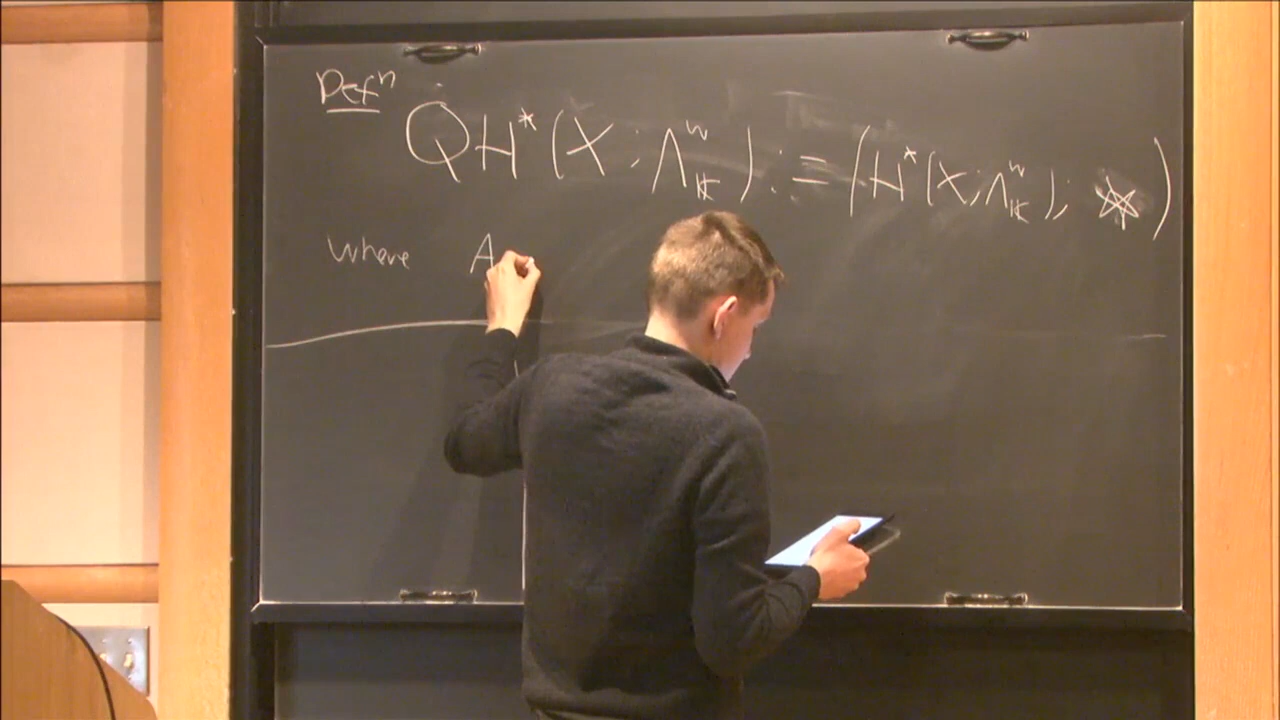 Defⁿ QH*(X; Λ^w_𝕜) := (H*(X; Λ^w_𝕜); ☆)
where A